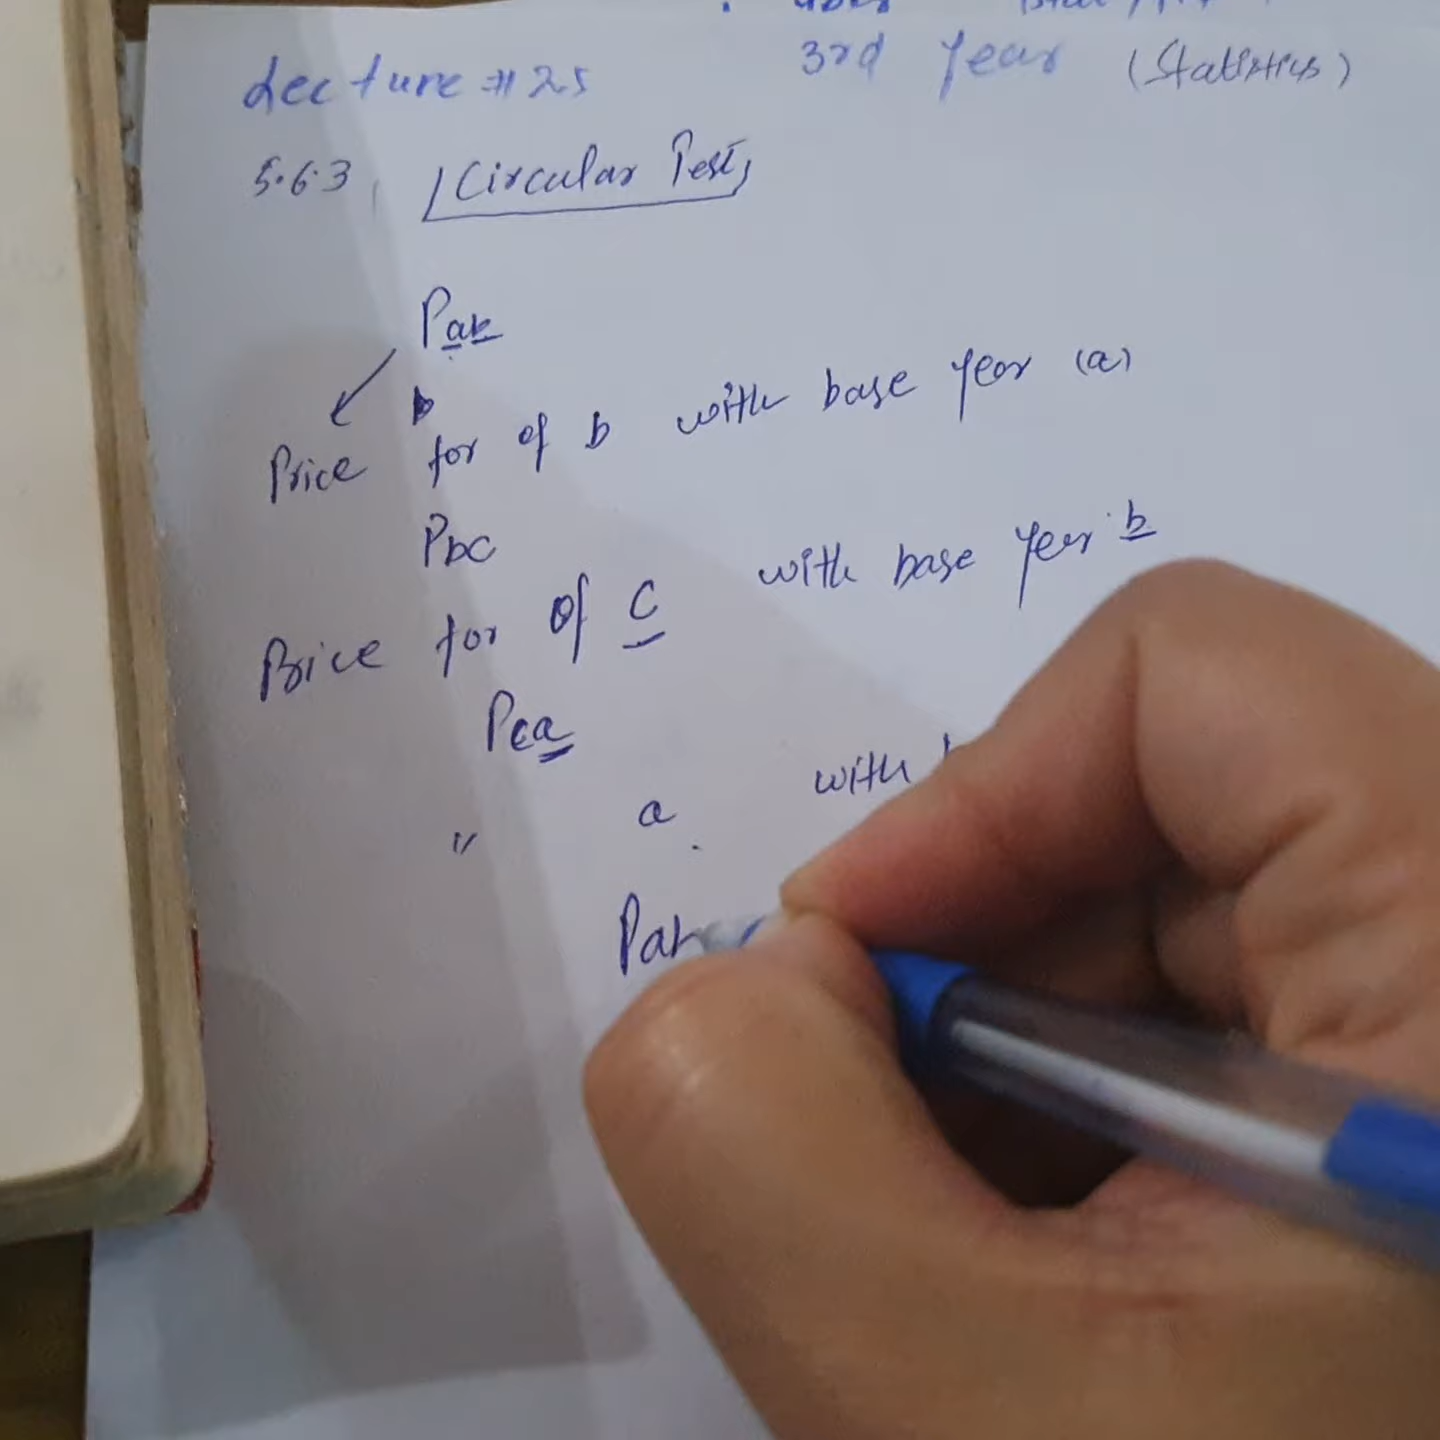 Lecture # 25
3rd Year (Statistics)
5.6.3 Circular Test
Pab
b
Price for of b with base year (a)
Pbc
Price for of C with base year b
Pca
" a with
Pab